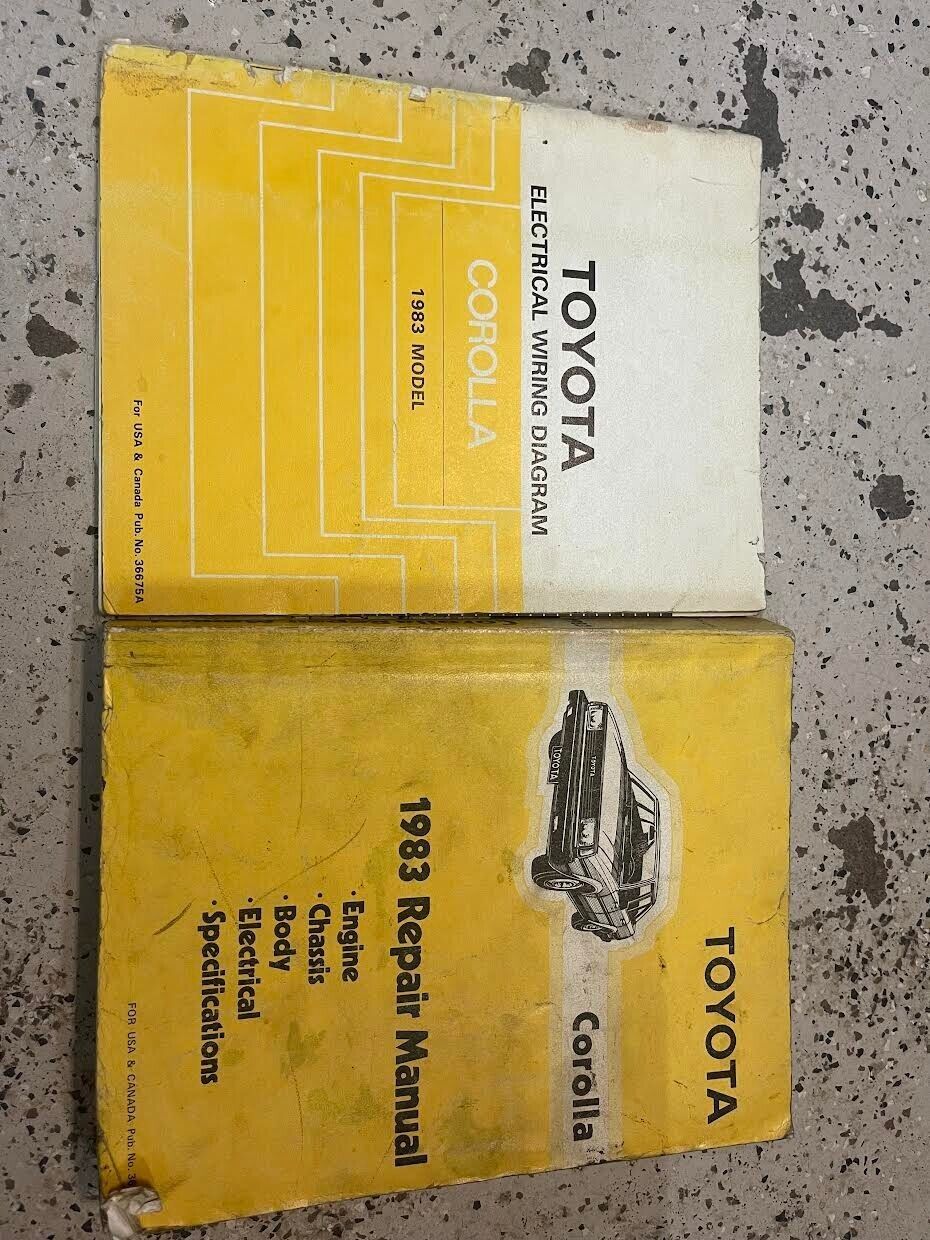 TOYOTA
ELECTRICAL WIRING DIAGRAM
COROLLA
1983 MODEL
For USA & Canada Pub. No. 36675A
TOYOTA
Corolla
TOYOTA
TOYOTA
1983 Repair Manual
· Engine
· Chassis
· Body
· Electrical
· Specifications
FOR USA & CANADA Pub. No.